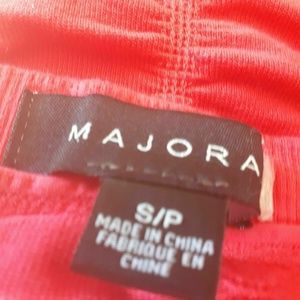 MAJORA
S/P
MADE IN CHINA
FABRIQUE EN
CHINE